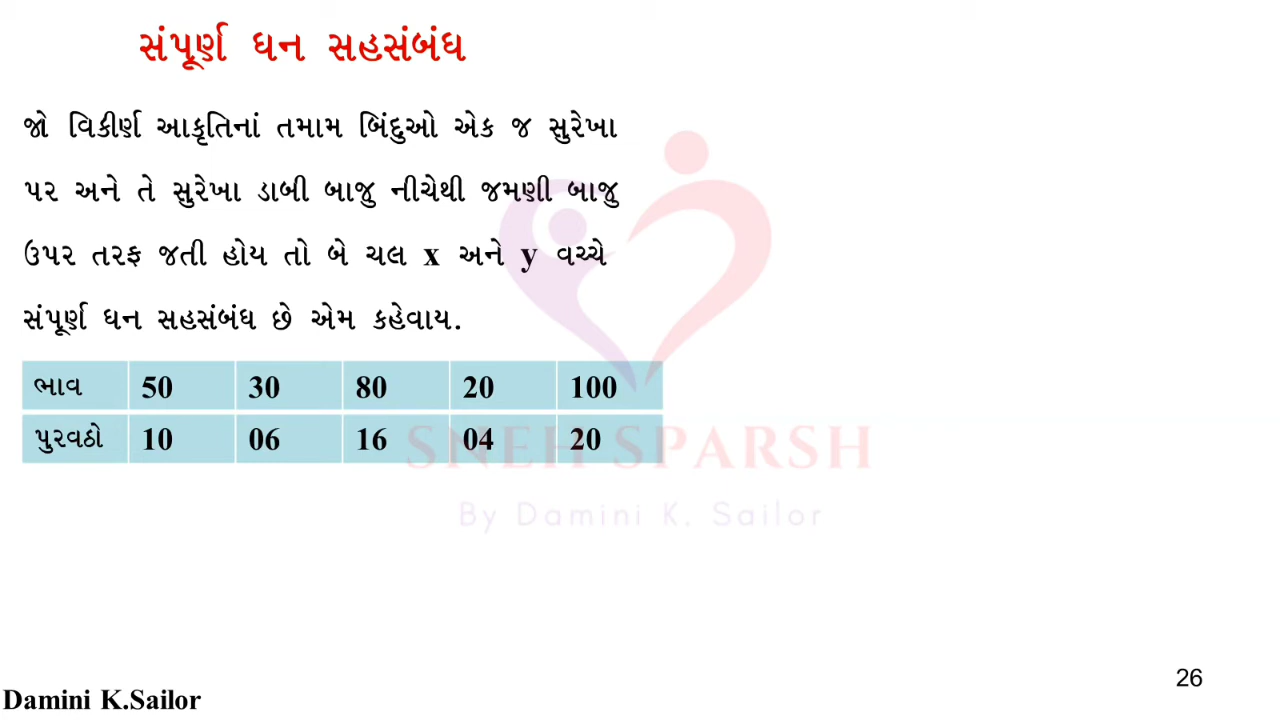 સંપૂર્ણ ધન સહસંબંધ
જો વિકીર્ણ આકૃતિનાં તમામ બિંદુઓ એક જ સુરેખા
પર અને તે સુરેખા ડાબી બાજુ નીચેથી જમણી બાજુ
ઉપર તરફ જતી હોય તો બે ચલ x અને y વચ્ચે
સંપૂર્ણ ધન સહસંબંધ છે એમ કહેવાય.
ભાવ 50 30 80 20 100
પુરવઠો 10 06 16 04 20
SNEH SPARSH
By Damini K. Sailor
26
Damini K.Sailor